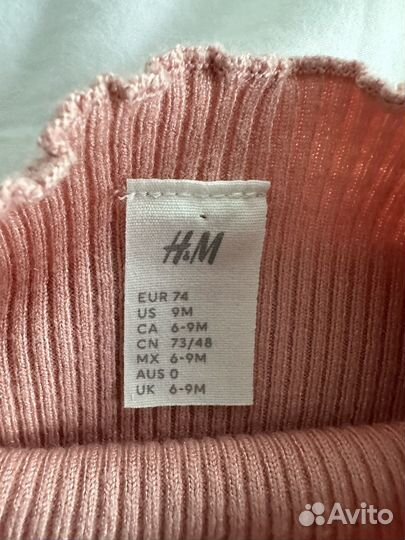 H&M
EUR 74
US 9M
CA 6-9M
CN 73/48
MX 6-9M
AUS 0
UK 6-9M
Avito